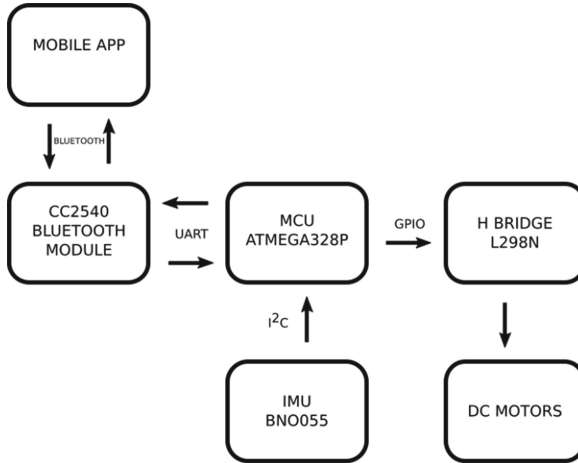 MOBILE APP
BLUETOOTH
CC2540
BLUETOOTH
MODULE
UART
MCU
ATMEGA328P
GPIO
H BRIDGE
L298N
I²C
IMU
BNO055
DC MOTORS